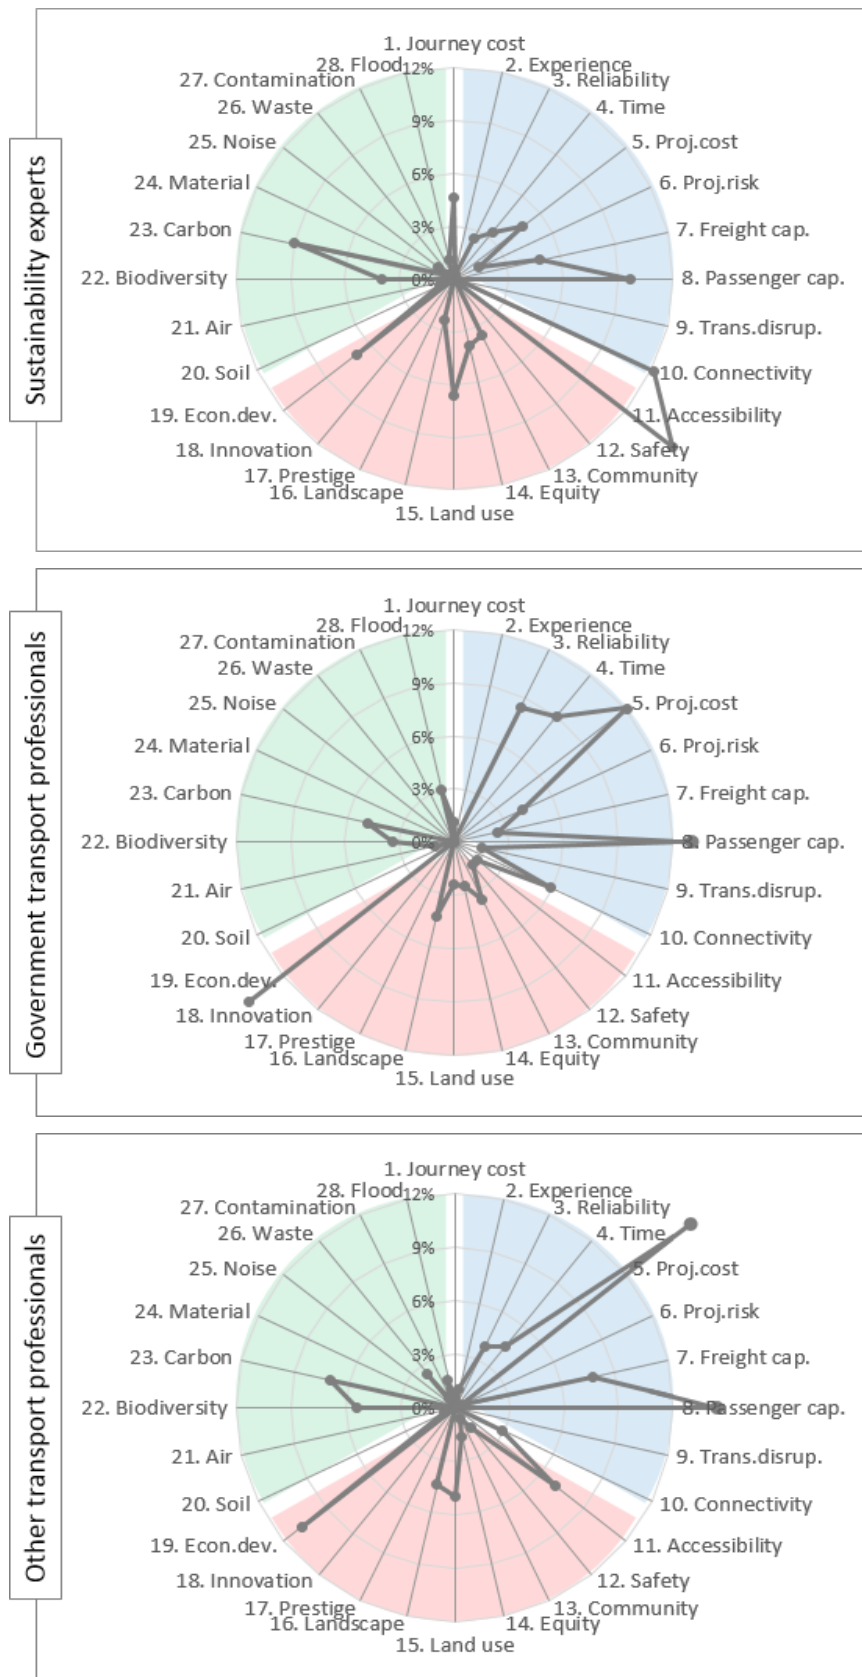 Sustainability experts
1. Journey cost
2. Experience
3. Reliability
4. Time
5. Proj.cost
6. Proj.risk
7. Freight cap.
8. Passenger cap.
9. Trans.disrup.
10. Connectivity
11. Accessibility
12. Safety
13. Community
14. Equity
15. Land use
16. Landscape
17. Prestige
18. Innovation
19. Econ.dev.
20. Soil
21. Air
22. Biodiversity
23. Carbon
24. Material
25. Noise
26. Waste
27. Contamination
28. Flood
12%
9%
6%
3%
0%
Government transport professionals
1. Journey cost
2. Experience
3. Reliability
4. Time
5. Proj.cost
6. Proj.risk
7. Freight cap.
8. Passenger cap.
9. Trans.disrup.
10. Connectivity
11. Accessibility
12. Safety
13. Community
14. Equity
15. Land use
16. Landscape
17. Prestige
18. Innovation
19. Econ.dev.
20. Soil
21. Air
22. Biodiversity
23. Carbon
24. Material
25. Noise
26. Waste
27. Contamination
28. Flood
12%
9%
6%
3%
0%
Other transport professionals
1. Journey cost
2. Experience
3. Reliability
4. Time
5. Proj.cost
6. Proj.risk
7. Freight cap.
8. Passenger cap.
9. Trans.disrup.
10. Connectivity
11. Accessibility
12. Safety
13. Community
14. Equity
15. Land use
16. Landscape
17. Prestige
18. Innovation
19. Econ.dev.
20. Soil
21. Air
22. Biodiversity
23. Carbon
24. Material
25. Noise
26. Waste
27. Contamination
28. Flood
12%
9%
6%
3%
0%